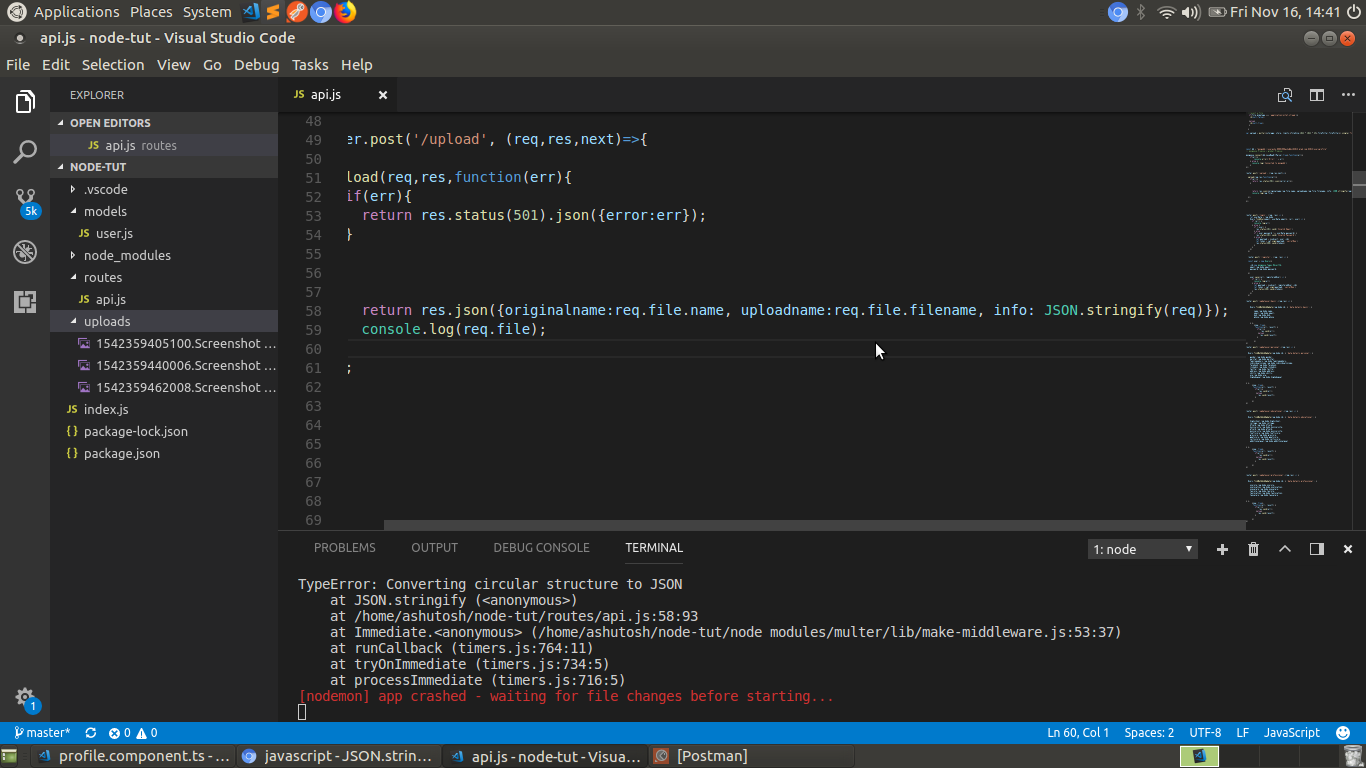 Applications Places System Fri Nov 16, 14:41
api.js - node-tut - Visual Studio Code
File Edit Selection View Go Debug Tasks Help
EXPLORER
OPEN EDITORS
JS api.js routes
NODE-TUT
.vscode
models
JS user.js
node_modules
routes
JS api.js
uploads
1542359405100.Screenshot ...
1542359440006.Screenshot ...
1542359462008.Screenshot ...
JS index.js
{ } package-lock.json
{ } package.json
5k
1
JS api.js
48
49 er.post('/upload', (req,res,next)=>{
50
51 load(req,res,function(err){
52 if(err){
53 return res.status(501).json({error:err});
54 }
55
56
57
58 return res.json({originalname:req.file.name, uploadname:req.file.filename, info: JSON.stringify(req)});
59 console.log(req.file);
60
61 ;
62
63
64
65
66
67
68
69
PROBLEMS OUTPUT DEBUG CONSOLE TERMINAL 1: node
TypeError: Converting circular structure to JSON
at JSON.stringify (<anonymous>)
at /home/ashutosh/node-tut/routes/api.js:58:93
at Immediate.<anonymous> (/home/ashutosh/node-tut/node modules/multer/lib/make-middleware.js:53:37)
at runCallback (timers.js:764:11)
at tryOnImmediate (timers.js:734:5)
at processImmediate (timers.js:716:5)
[nodemon] app crashed - waiting for file changes before starting...
master* 0 0 Ln 60, Col 1 Spaces: 2 UTF-8 LF JavaScript
profile.component.ts - ... javascript - JSON.strin... api.js - node-tut - Visua... [Postman]